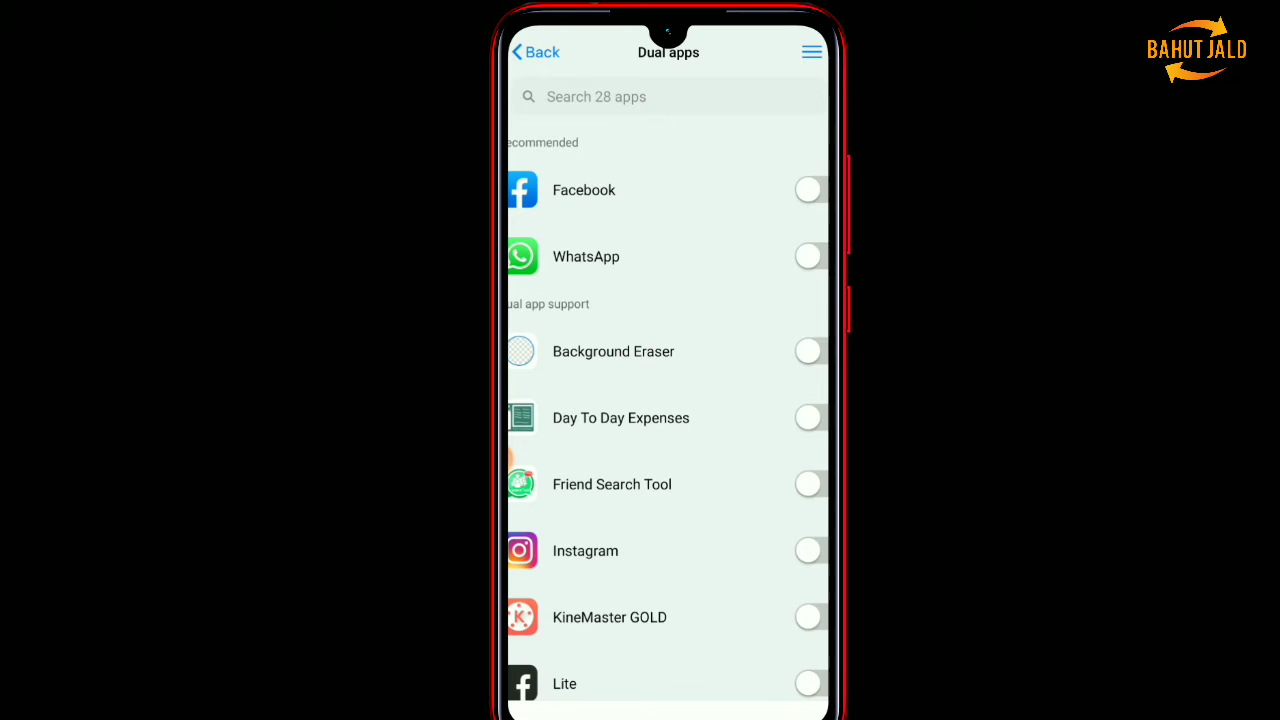 BAHUT JALD
Back
Dual apps
Search 28 apps
ecommended
Facebook
WhatsApp
ual app support
Background Eraser
Day To Day Expenses
Friend Search Tool
Instagram
K
KineMaster GOLD
Lite